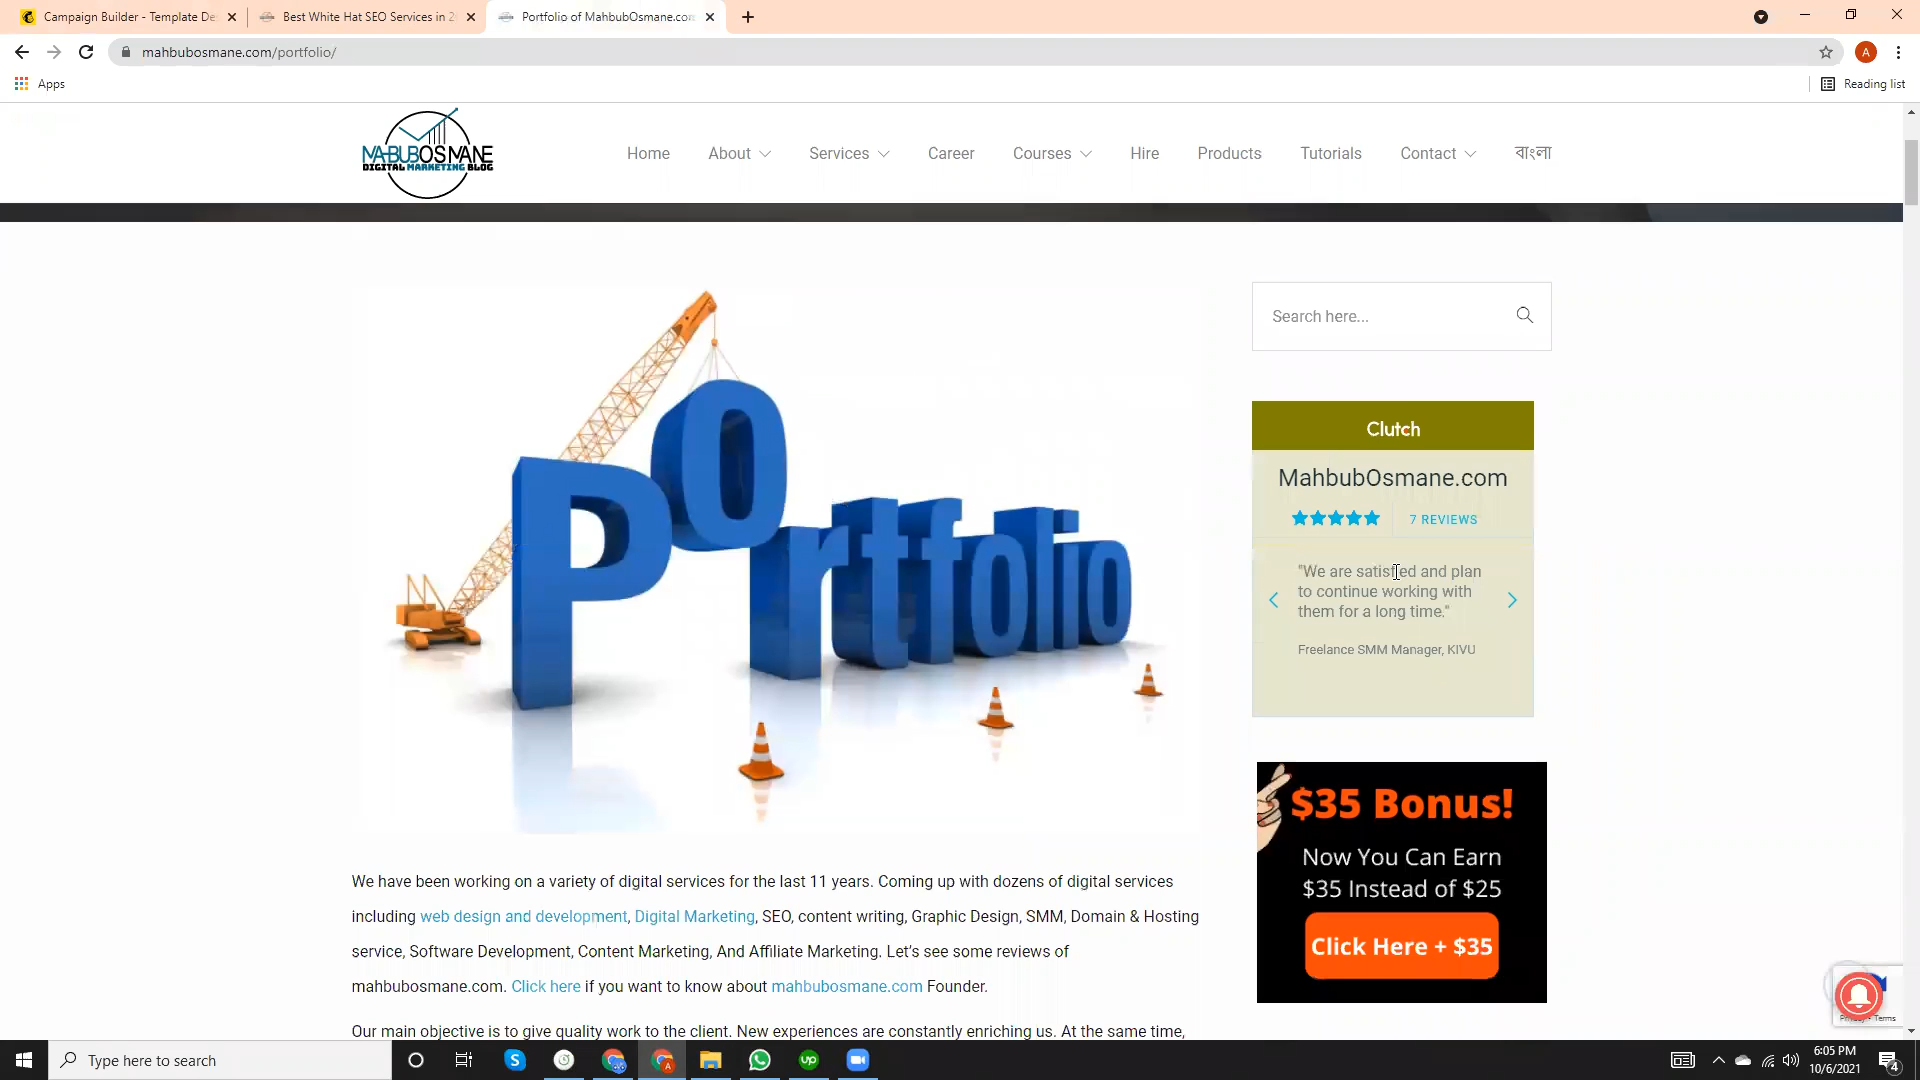 Campaign Builder - Template De
Best White Hat SEO Services in 2
Portfolio of MahbubOsmane.com
mahbubosmane.com/portfolio/
A
Apps
Reading list
MAHBUBOSMANE
DIGITAL MARKETING BLOG
Home
About
Services
Career
Courses
Hire
Products
Tutorials
Contact
বাংলা
Portfolio
Search here...
Clutch
MahbubOsmane.com
7 REVIEWS
"We are satisfied and plan
to continue working with
them for a long time."
Freelance SMM Manager, KIVU
$35 Bonus!
Now You Can Earn
$35 Instead of $25
Click Here + $35
We have been working on a variety of digital services for the last 11 years. Coming up with dozens of digital services
including web design and development, Digital Marketing, SEO, content writing, Graphic Design, SMM, Domain & Hosting
service, Software Development, Content Marketing, And Affiliate Marketing. Let's see some reviews of
mahbubosmane.com. Click here if you want to know about mahbubosmane.com Founder.
Our main objective is to give quality work to the client. New experiences are constantly enriching us. At the same time,
Privacy - Terms
Type here to search
6:05 PM
10/6/2021
4